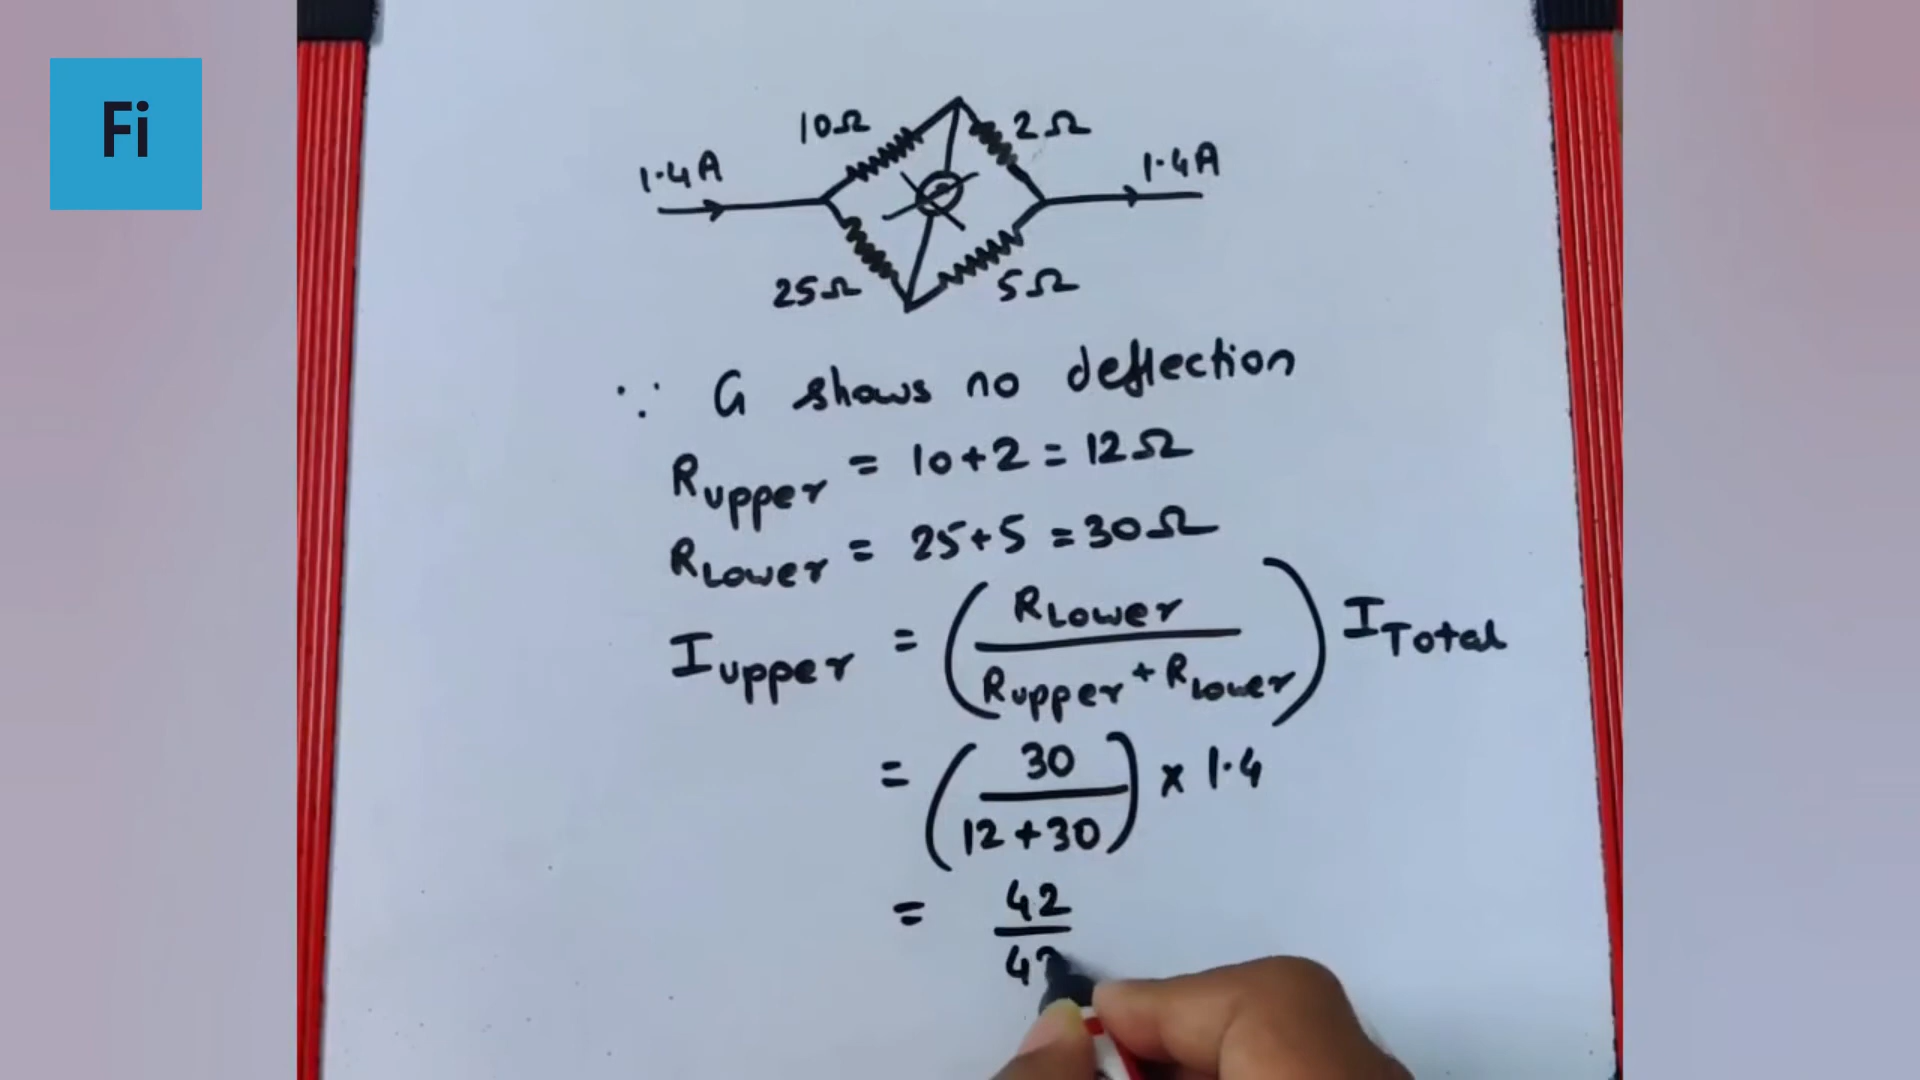 Fi
10Ω
2Ω
1.4A
1.4A
25Ω
5Ω
∵ G shows no deflection
Rupper = 10+2 = 12Ω
RLower = 25+5 = 30Ω
Iupper = (RLower / Rupper + RLower) ITotal
= (30 / 12+30) x 1.4
= 42 /